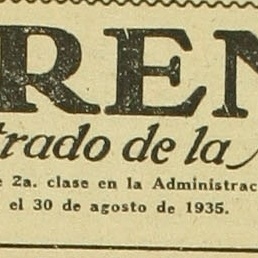 REN
trado de la
2a. clase en la Administrac
el 30 de agosto de 1935.